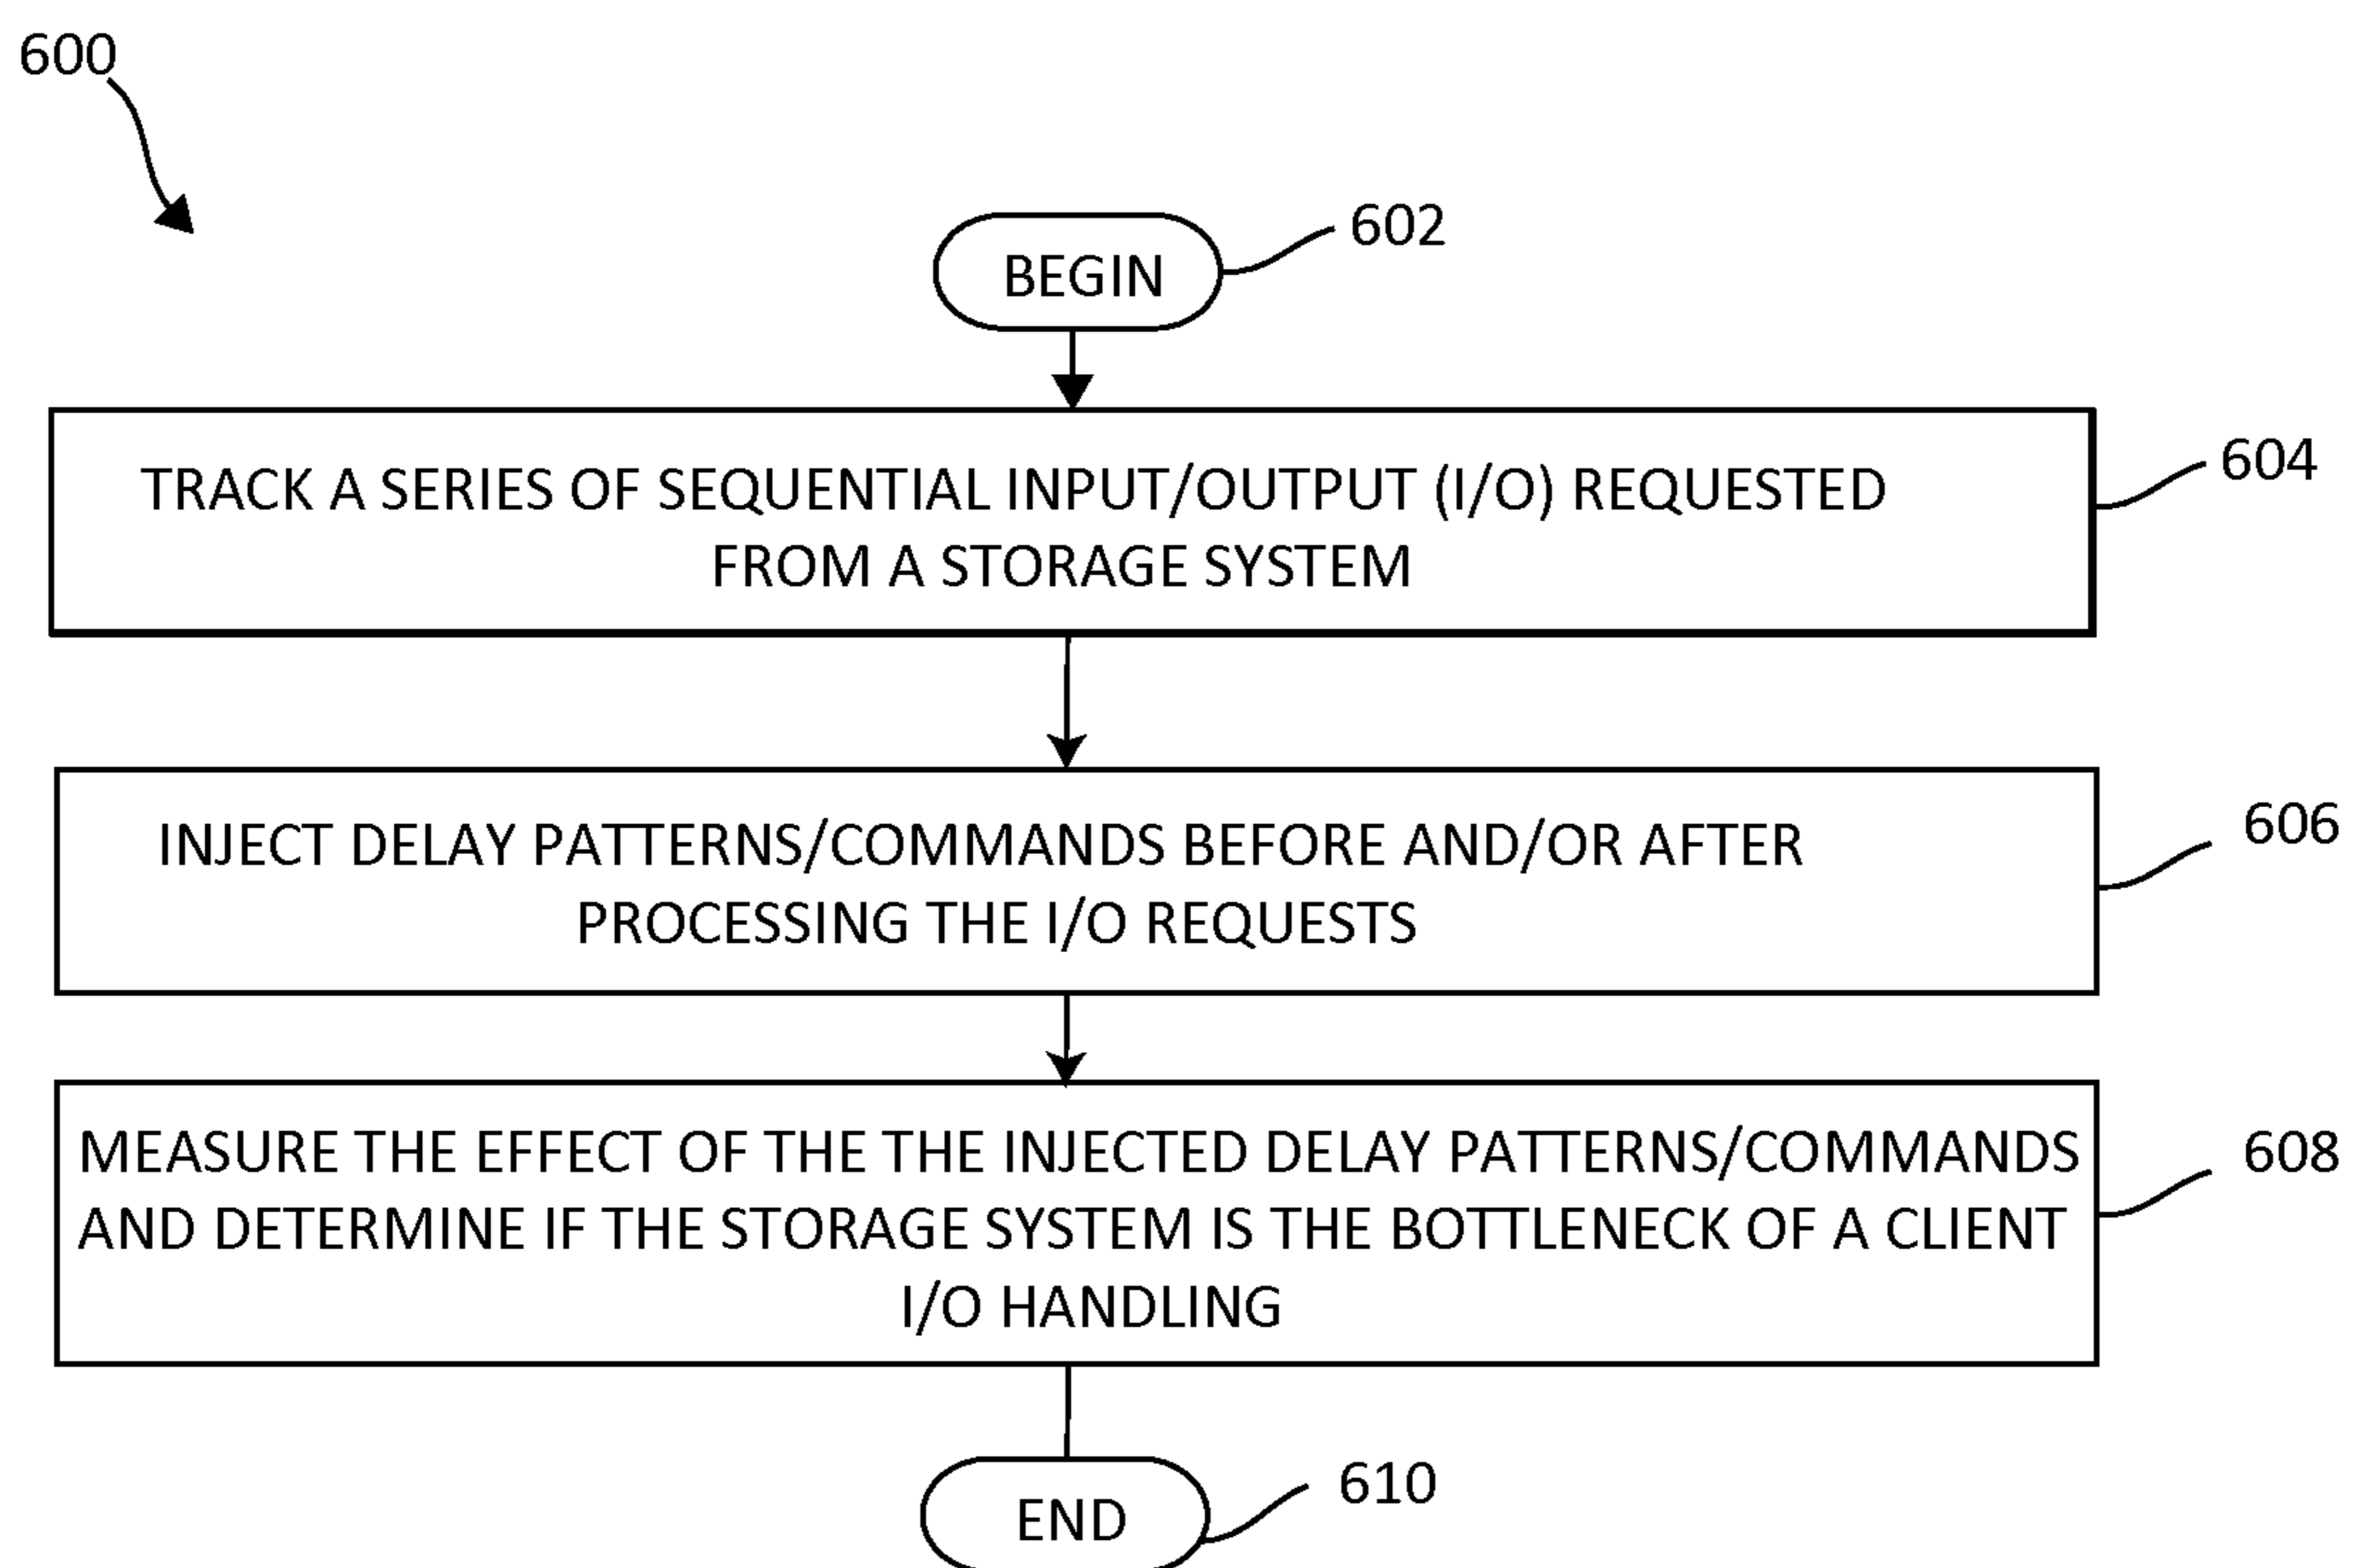 600
602
BEGIN
604
TRACK A SERIES OF SEQUENTIAL INPUT/OUTPUT (I/O) REQUESTED
FROM A STORAGE SYSTEM
606
INJECT DELAY PATTERNS/COMMANDS BEFORE AND/OR AFTER
PROCESSING THE I/O REQUESTS
608
MEASURE THE EFFECT OF THE THE INJECTED DELAY PATTERNS/COMMANDS
AND DETERMINE IF THE STORAGE SYSTEM IS THE BOTTLENECK OF A CLIENT
I/O HANDLING
610
END